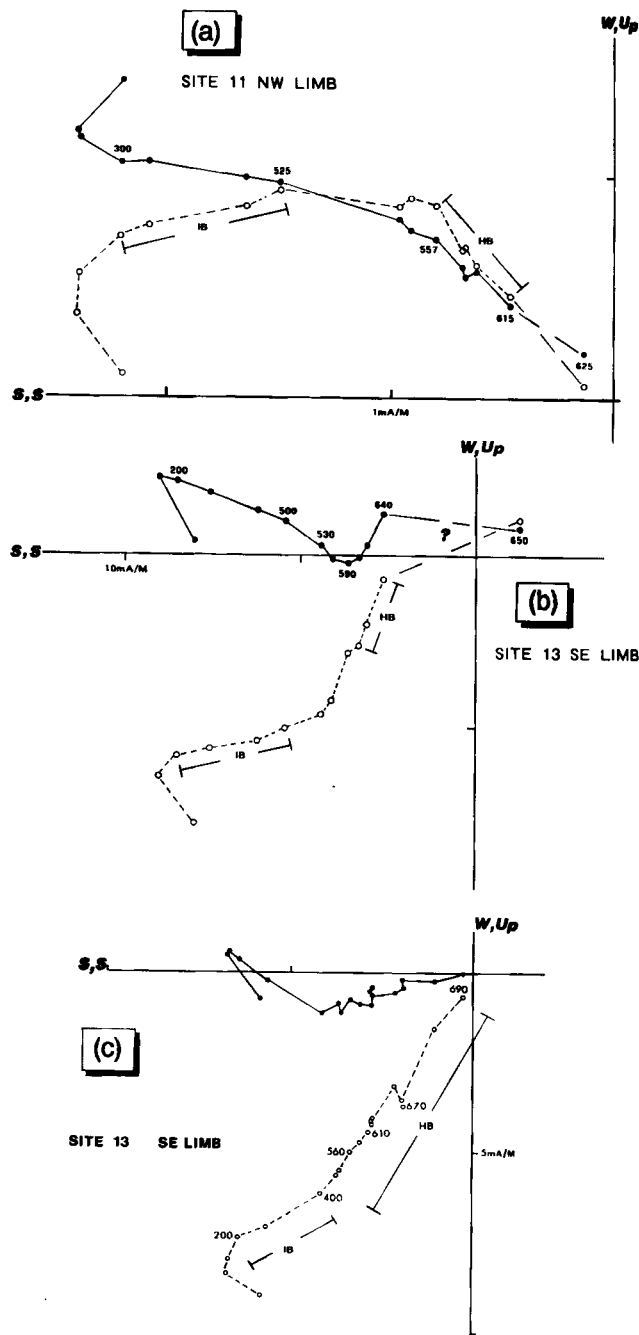 (a)
W,Up
SITE 11 NW LIMB
300
525
IB
HB
557
615
625
S,S
1mA/M
W,Up
200
500
530
590
640
650
?
S,S
10mA/M
HB
(b)
SITE 13 SE LIMB
IB
W,Up
S,S.
690
(c)
HB
670
610
560
5mA/M
SITE 13 SE LIMB
400
200
IB